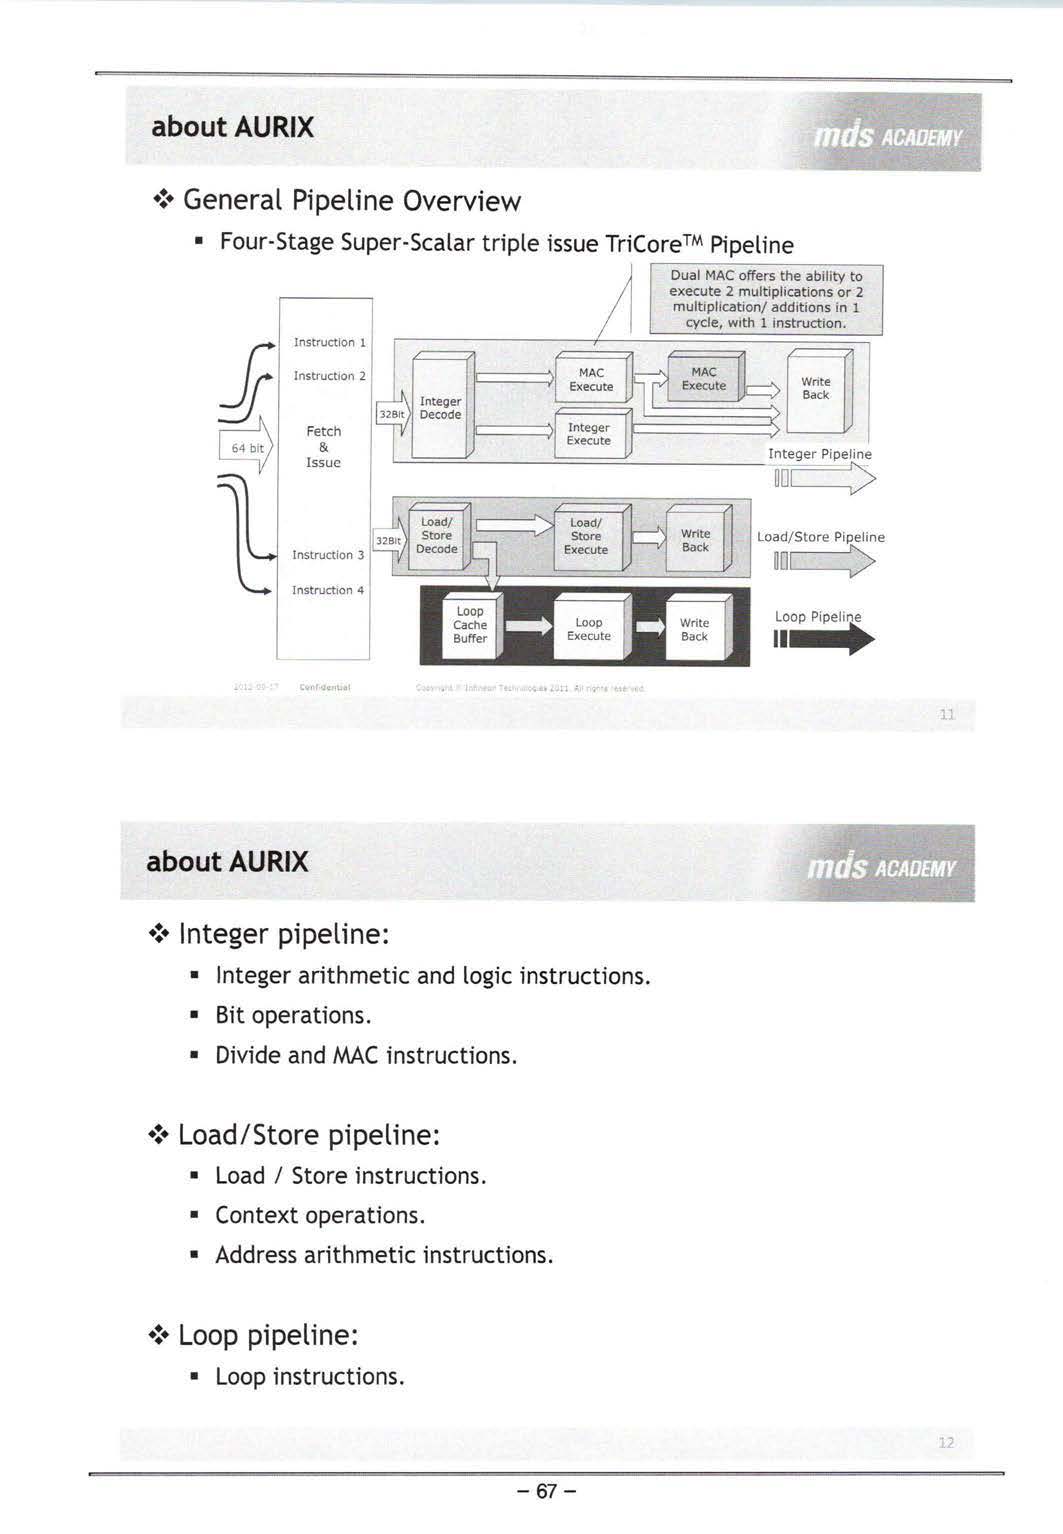 about AURIX
mds ACADEMY
General Pipeline Overview
Four-Stage Super-Scalar triple issue TriCore™ Pipeline
Dual MAC offers the ability to
execute 2 multiplications or 2
multiplication/ additions in 1
cycle, with 1 instruction.
Instruction 1
Instruction 2
Fetch
&
Issue
64 bit
Instruction 3
Instruction 4
32Bit
Integer
Decode
MAC
Execute
MAC
Execute
Integer
Execute
Write
Back
Integer Pipeline
32Bit
Load/
Store
Decode
Load/
Store
Execute
Write
Back
Load/Store Pipeline
Loop
Cache
Buffer
Loop
Execute
Write
Back
Loop Pipeline
Confidential
Copyright © Infineon Technologies 2011. All rights reserved.
11
about AURIX
mds ACADEMY
Integer pipeline:
Integer arithmetic and logic instructions.
Bit operations.
Divide and MAC instructions.
Load/Store pipeline:
Load / Store instructions.
Context operations.
Address arithmetic instructions.
Loop pipeline:
Loop instructions.
12
- 67 -